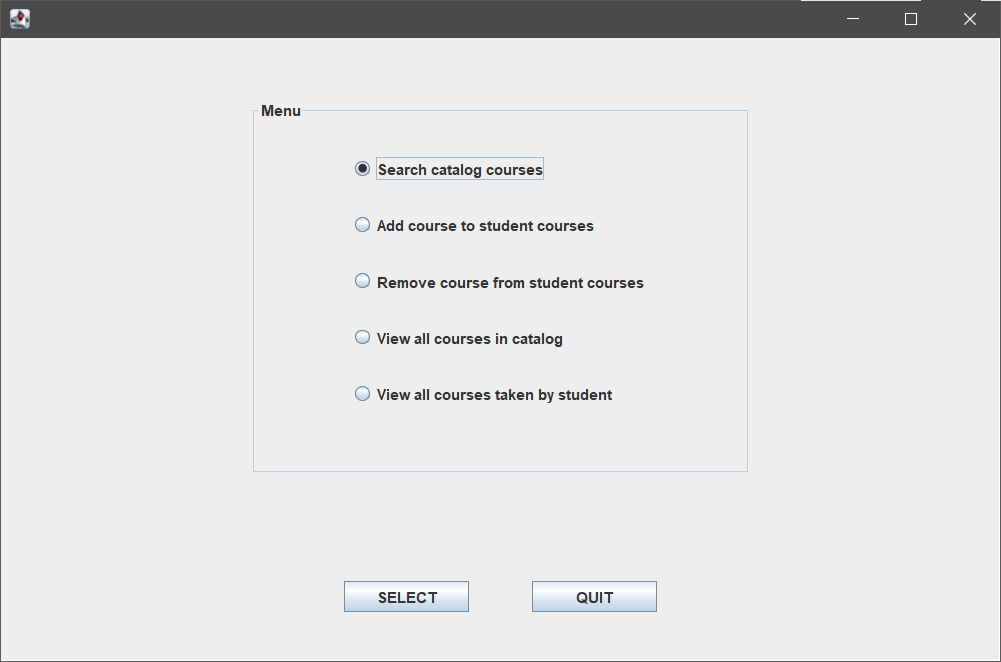 Menu
Search catalog courses
Add course to student courses
Remove course from student courses
View all courses in catalog
View all courses taken by student
SELECT
QUIT